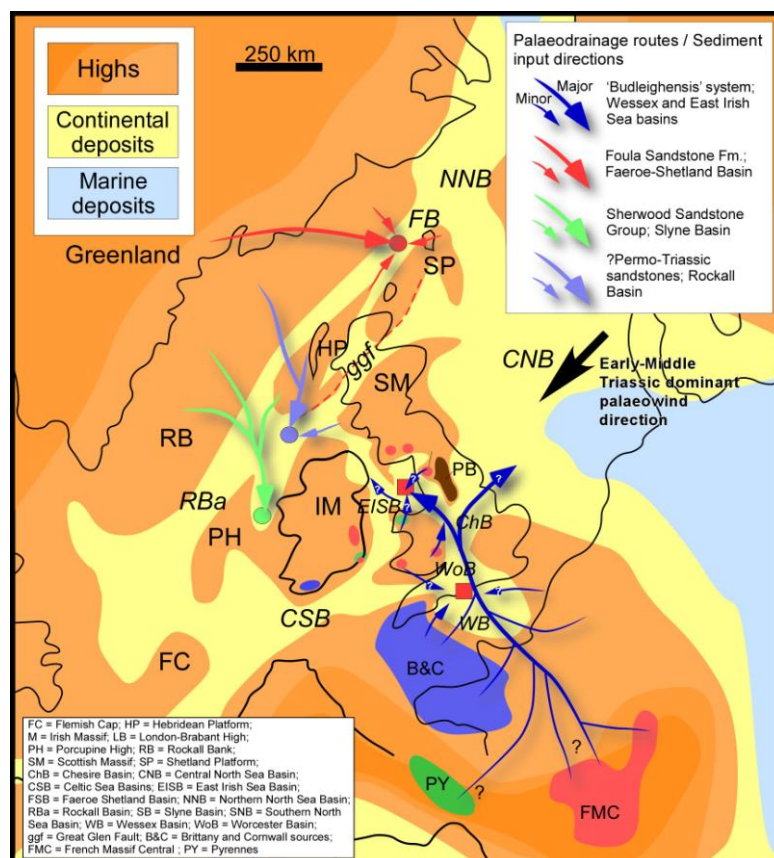 Highs
Continental
deposits
Marine
deposits
250 km
Palaeodrainage routes / Sediment
input directions
Major
Minor
'Budleighensis' system;
Wessex and East Irish
Sea basins
Foula Sandstone Fm.;
Faeroe-Shetland Basin
Sherwood Sandstone
Group; Slyne Basin
?Permo-Triassic
sandstones; Rockall
Basin
NNB
FB
Greenland
SP
HP
ggf
SM
CNB
Early-Middle
Triassic dominant
palaeowind
direction
RB
PB
RBa
IM
EISB
ChB
PH
WoB
CSB
WB
B&C
FC
?
?
?
?
?
?
?
PY
?
FMC
FC = Flemish Cap; HP = Hebridean Platform;
M = Irish Massif; LB = London-Brabant High;
PH = Porcupine High; RB = Rockall Bank;
SM = Scottish Massif; SP = Shetland Platform;
ChB = Chesire Basin; CNB = Central North Sea Basin;
CSB = Celtic Sea Basins; EISB = East Irish Sea Basin;
FSB = Faeroe Shetland Basin; NNB = Northern North Sea Basin;
RBa = Rockall Basin; SB = Slyne Basin; SNB = Southern North
Sea Basin; WB = Wessex Basin; WoB = Worcester Basin;
ggf = Great Glen Fault; B&C = Brittany and Cornwall sources;
FMC = French Massif Central ; PY = Pyrennes